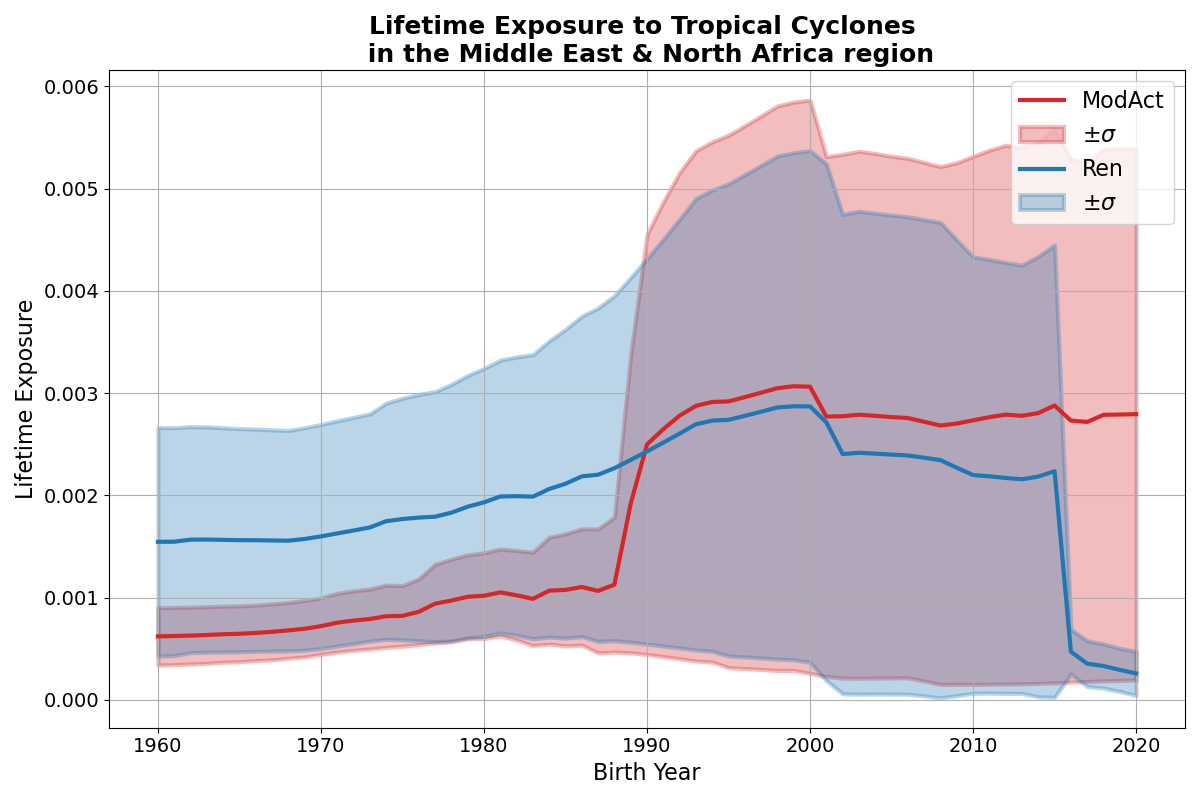 Lifetime Exposure to Tropical Cyclones
in the Middle East & North Africa region
Lifetime Exposure
0.006
0.005
0.004
0.003
0.002
0.001
0.000
ModAct
±σ
Ren
±σ
1960
1970
1980
1990
2000
2010
2020
Birth Year